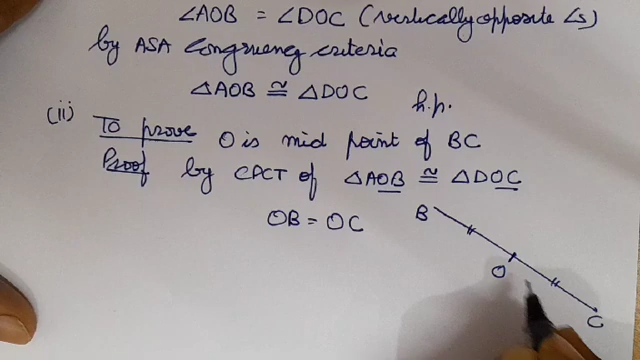 ∠AOB = ∠DOC (vertically opposite ∠s)
by ASA Congruency criteria
△AOB ≅ △DOC h.p.
(ii) To prove O is mid point of BC
Proof by CPCT of △AOB ≅ △DOC
OB = OC
B
O
C